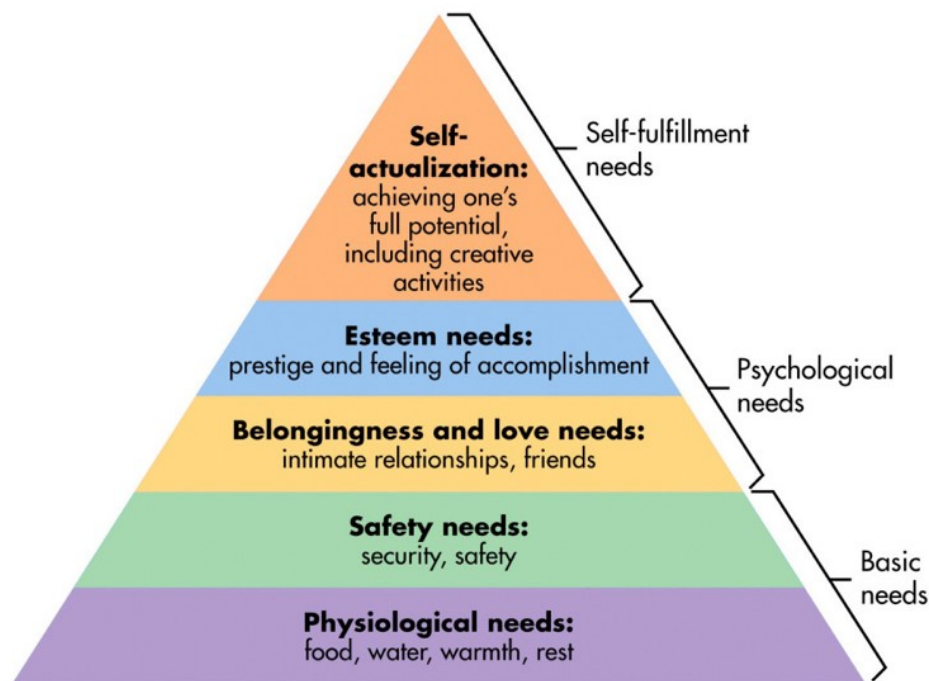 Self-
actualization:
achieving one's
full potential,
including creative
activities
Self-fulfillment
needs
Esteem needs:
prestige and feeling of accomplishment
Belongingness and love needs:
intimate relationships, friends
Psychological
needs
Safety needs:
security, safety
Physiological needs:
food, water, warmth, rest
Basic
needs